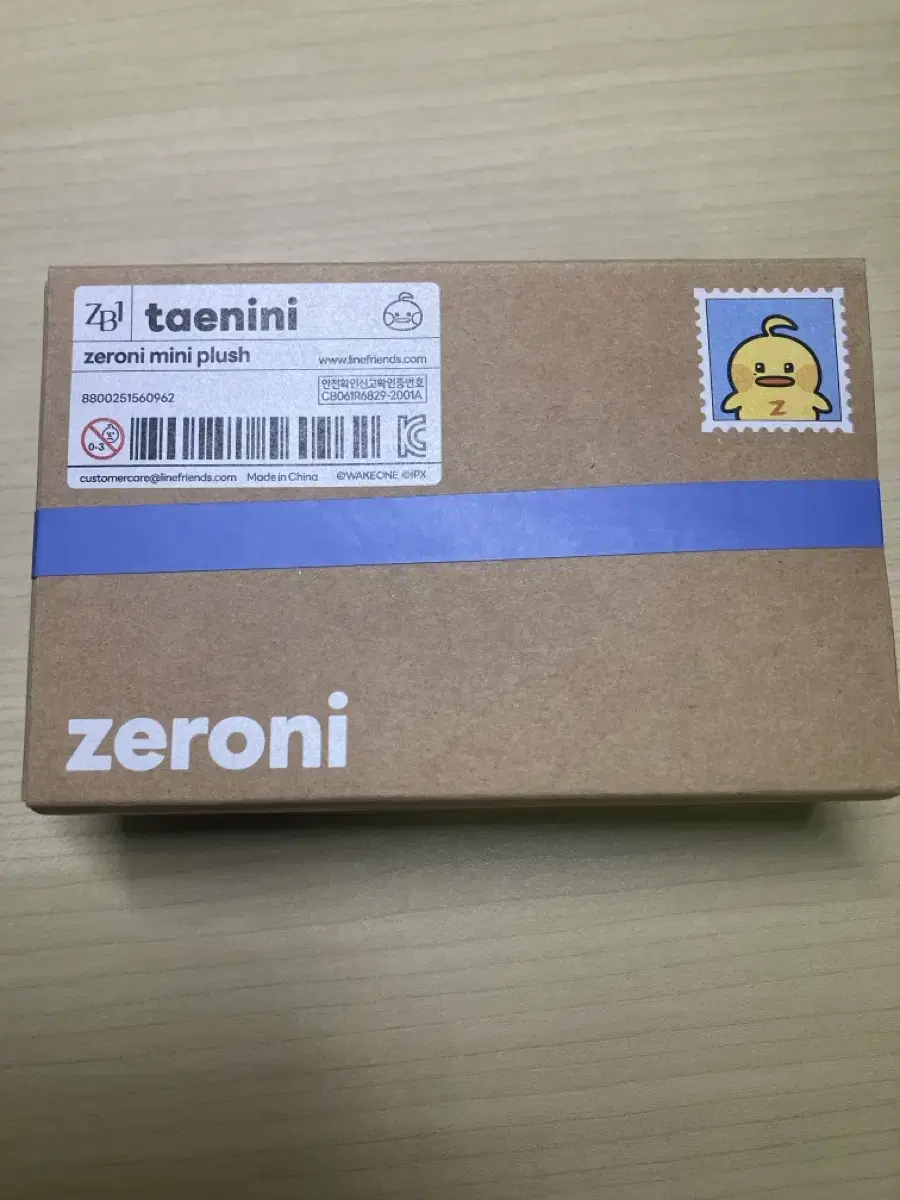 ZB1 taenini
zeroni mini plush www.linefriends.com
안전확인신고확인증번호
8800251560962 CB061R6829-2001A
0-3
customercare@linefriends.com Made in China ©WAKEONE ©IPX
Z
zeroni